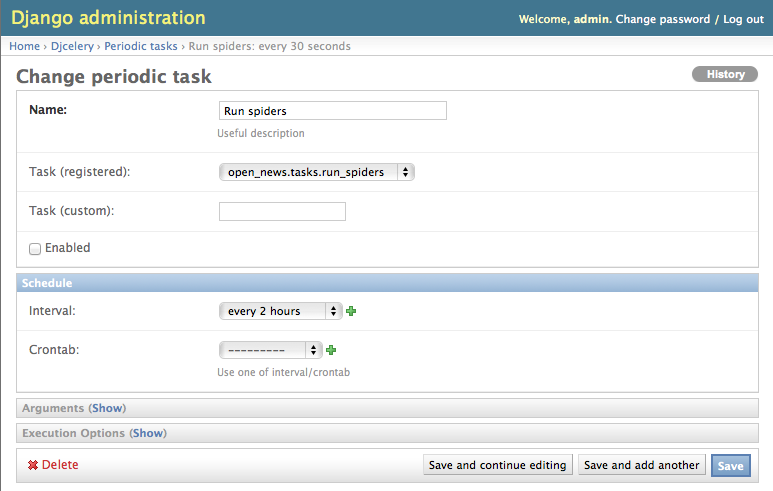 Django administration
Welcome, admin. Change password / Log out
Home › Djcelery › Periodic tasks › Run spiders: every 30 seconds
Change periodic task
History
Name:
Run spiders
Useful description
Task (registered):
open_news.tasks.run_spiders
Task (custom):
Enabled
Schedule
Interval:
every 2 hours
Crontab:
---------
Use one of interval/crontab
Arguments (Show)
Execution Options (Show)
Delete
Save and continue editing
Save and add another
Save